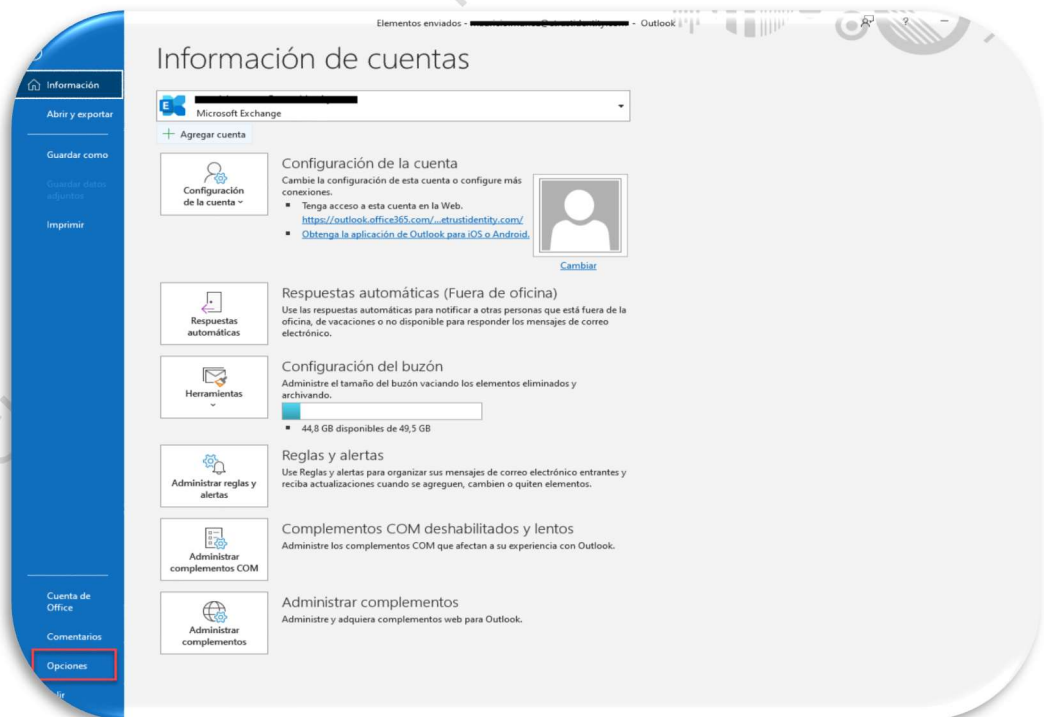 Elementos enviados - - Outlook
?
Información de cuentas
Información
Abrir y exportar
Guardar como
Guardar datos
adjuntos
Imprimir
E
Microsoft Exchange
Agregar cuenta
Configuración
de la cuenta
Configuración de la cuenta
Cambie la configuración de esta cuenta o configure más
conexiones.
Tenga acceso a esta cuenta en la Web.
https://outlook.office365.com/...etrustidentity.com/
Obtenga la aplicación de Outlook para iOS o Android.
Cambiar
Respuestas
automáticas
Respuestas automáticas (Fuera de oficina)
Use las respuestas automáticas para notificar a otras personas que está fuera de la
oficina, de vacaciones o no disponible para responder los mensajes de correo
electrónico.
Herramientas
Configuración del buzón
Administre el tamaño del buzón vaciando los elementos eliminados y
archivando.
44,8 GB disponibles de 49,5 GB
Administrar reglas y
alertas
Reglas y alertas
Use Reglas y alertas para organizar sus mensajes de correo electrónico entrantes y
reciba actualizaciones cuando se agreguen, cambien o quiten elementos.
Administrar
complementos COM
Complementos COM deshabilitados y lentos
Administre los complementos COM que afectan a su experiencia con Outlook.
Administrar
complementos
Administrar complementos
Administre y adquiera complementos web para Outlook.
Cuenta de
Office
Comentarios
Opciones